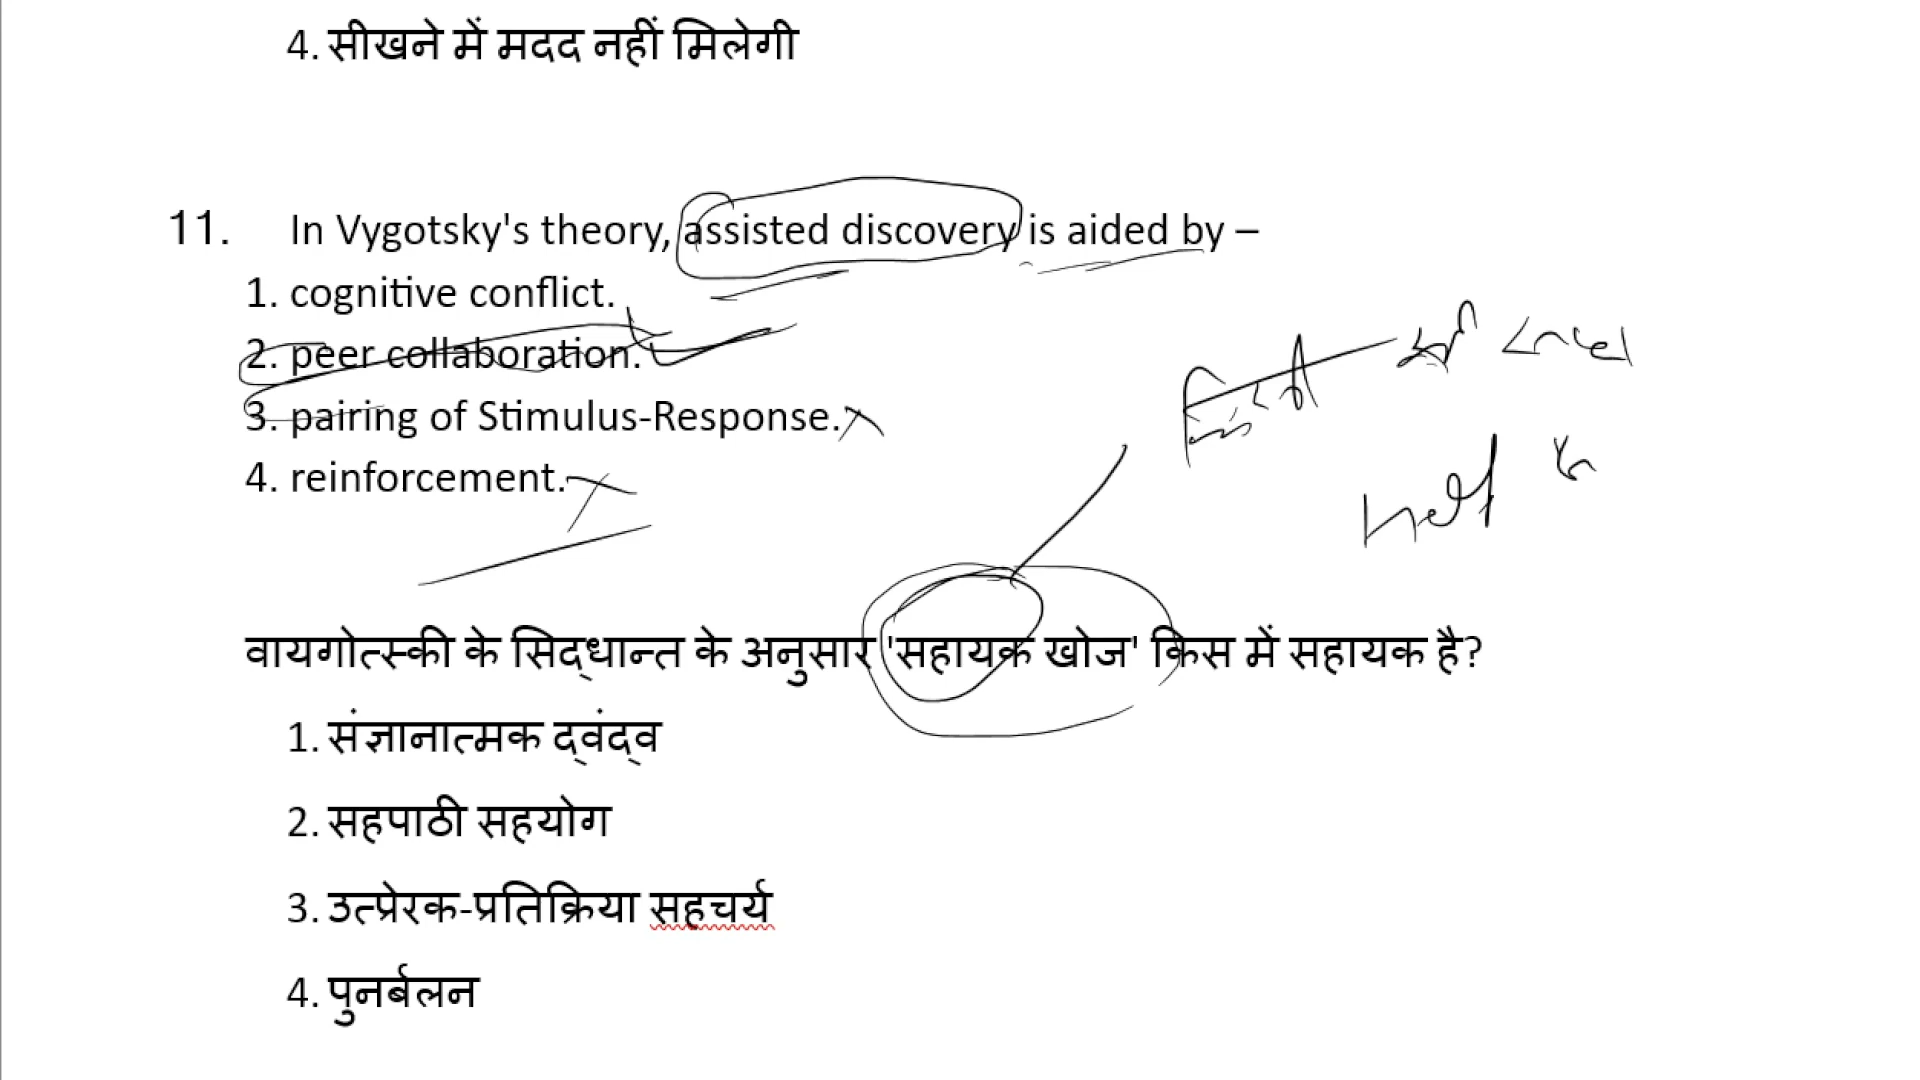 4. सीखने में मदद नहीं मिलेगी
11. In Vygotsky's theory, assisted discovery is aided by –
1. cognitive conflict.
2. peer collaboration.
3. pairing of Stimulus-Response.
4. reinforcement.
वायगोत्स्की के सिद्धान्त के अनुसार 'सहायक खोज' किस में सहायक है?
1. संज्ञानात्मक द्वंद्व
2. सहपाठी सहयोग
3. उत्प्रेरक-प्रतिक्रिया सहचर्य
4. पुनर्बलन